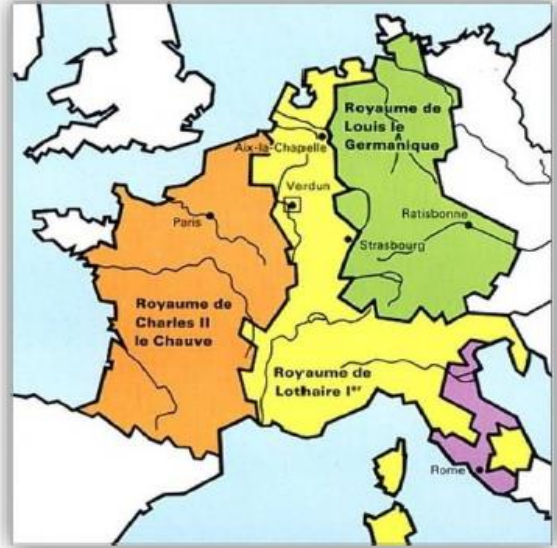 Royaume de
Louis le
Germanique
Aix-la-Chapelle
Verdun
Paris
Ratisbonne
Strasbourg
Royaume de
Charles II
le Chauve
Royaume de
Lothaire Iᵉʳ
Rome